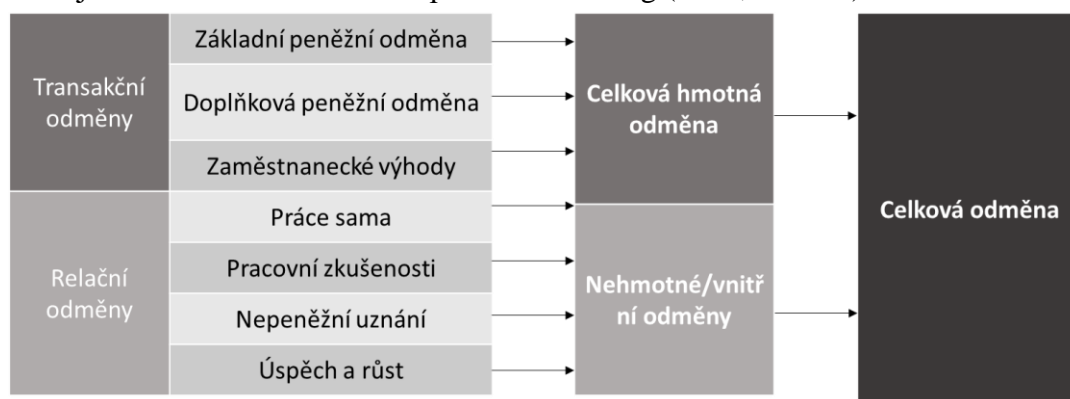 Základní peněžní odměna
Transakční
odměny
Doplňková peněžní odměna
Zaměstnanecké výhody
Celková hmotná
odměna
Celková odměna
Práce sama
Relační
odměny
Pracovní zkušenosti
Nepeněžní uznání
Úspěch a růst
Nehmotné/vnitř
ní odměny